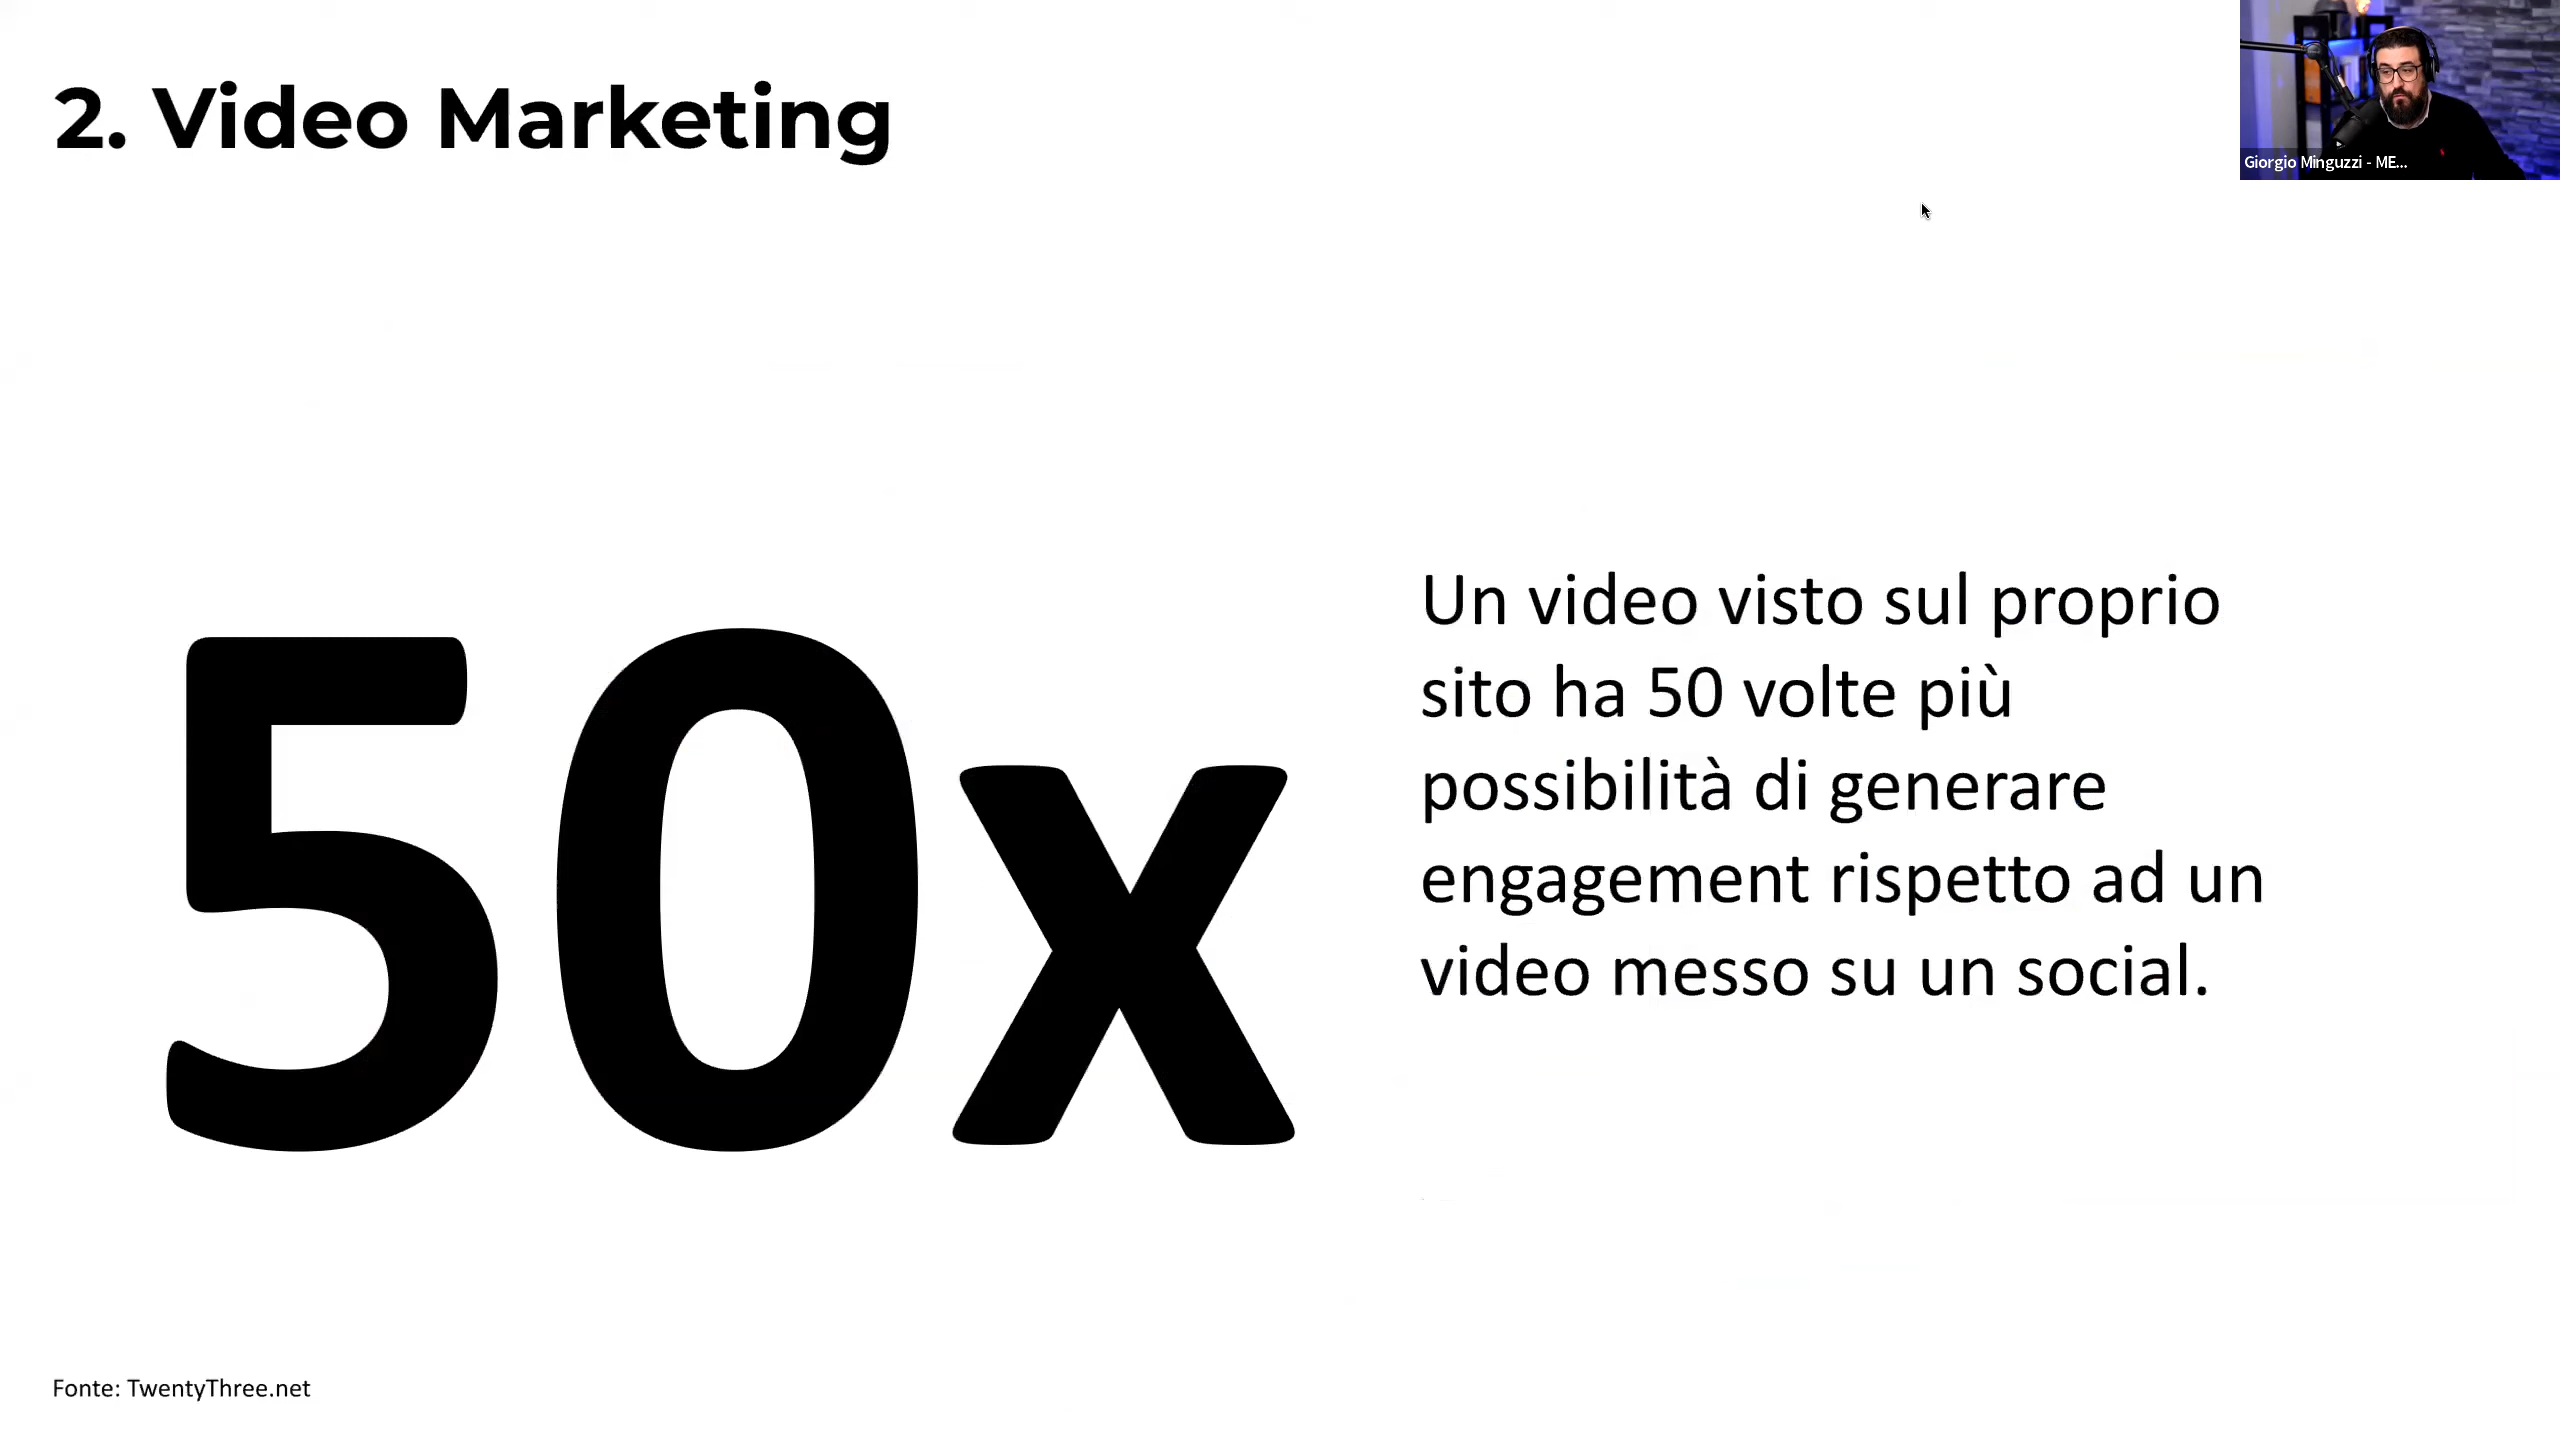 2. Video Marketing
Giorgio Minguzzi - ME...
50x
Un video visto sul proprio
sito ha 50 volte più
possibilità di generare
engagement rispetto ad un
video messo su un social.
Fonte: TwentyThree.net